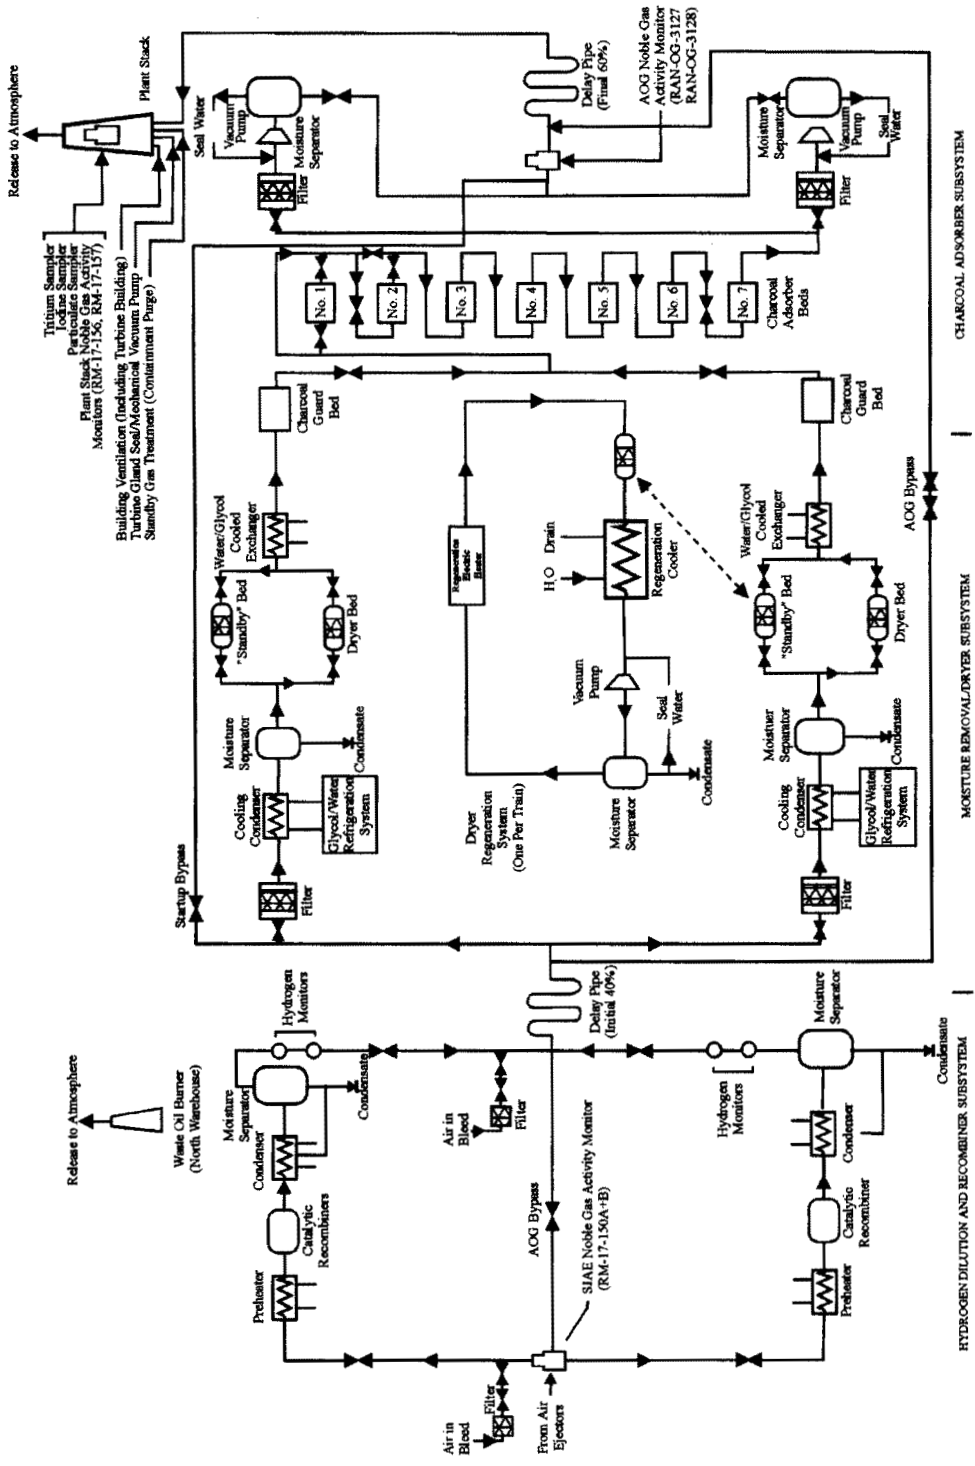 Release to Atmosphere
Waste Oil Burner
(North Warehouse)
Air in
Bleed
Filter
From Air
Ejectors
SJAE Noble Gas Activity Monitor
(RM-17-150A+B)
AOG Bypass
Preheater
Catalytic
Recombiners
Condenser
Moisture
Separator
Condensate
Hydrogen
Monitors
Air in
Bleed
Filter
Delay Pipe
(Initial 40%)
Preheater
Catalytic
Recombiner
Condenser
Hydrogen
Monitors
Moisture
Separator
Condensate
HYDROGEN DILUTION AND RECOMBINER SUBSYSTEM
Startup Bypass
Filter
Cooling
Condenser
Glycol/Water
Refrigeration
System
Moisture
Separator
Condensate
"Standby" Bed
Dryer Bed
Water/Glycol
Cooled
Exchanger
Charcoal
Guard
Bed
Dryer
Regeneration
System
(One Per Train)
Moisture
Separator
Condensate
Vacuum
Pump
Seal
Water
H2O
Drain
Regeneration
Cooler
Regeneration
Electric
Heater
Filter
Cooling
Condenser
Glycol/Water
Refrigeration
System
Moistuer
Separator
Condensate
"Standby" Bed
Dryer Bed
Water/Glycol
Cooled
Exchanger
Charcoal
Guard
Bed
AOG Bypass
MOISTURE REMOVAL/DRYER SUBSYSTEM
Release to Atmosphere
Plant Stack
Tritium Sampler
Iodine Sampler
Particulate Sampler
Plant Stack Noble Gas Activity
Monitors (RM-17-156, RM-17-157)
Building Ventilation (Including Turbine Building)
Turbine Gland Seal/Mechanical Vacuum Pump
Standby Gas Treatment (Containment Purge)
No. 1
No. 2
No. 3
No. 4
No. 5
No. 6
No. 7
Charcoal
Adsorber
Beds
Filter
Seal Water
Vacuum
Pump
Moisture
Separator
Delay Pipe
(Final 60%)
AOG Noble Gas
Activity Monitor
(RAN-OG-3127
RAN-OG-3128)
Moisture
Separator
Vacuum
Pump
Seal
Water
Filter
CHARCOAL ADSORBER SUBSYSTEM